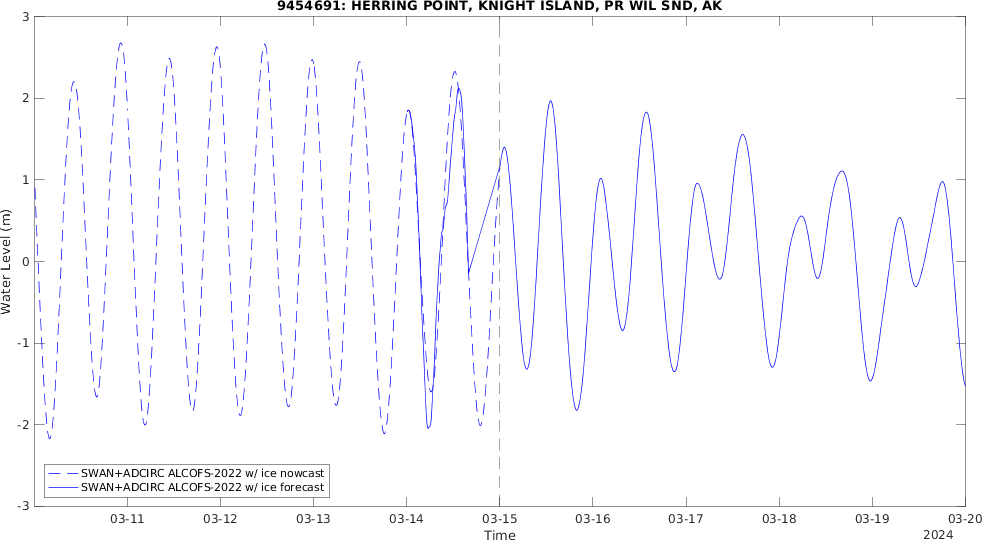 9454691: HERRING POINT, KNIGHT ISLAND, PR WIL SND, AK
3
2
1
0
-1
-2
-3
Water Level (m)
SWAN+ADCIRC ALCOFS-2022 w/ ice nowcast
SWAN+ADCIRC ALCOFS-2022 w/ ice forecast
03-11 03-12 03-13 03-14 03-15 03-16 03-17 03-18 03-19 03-20
Time
2024